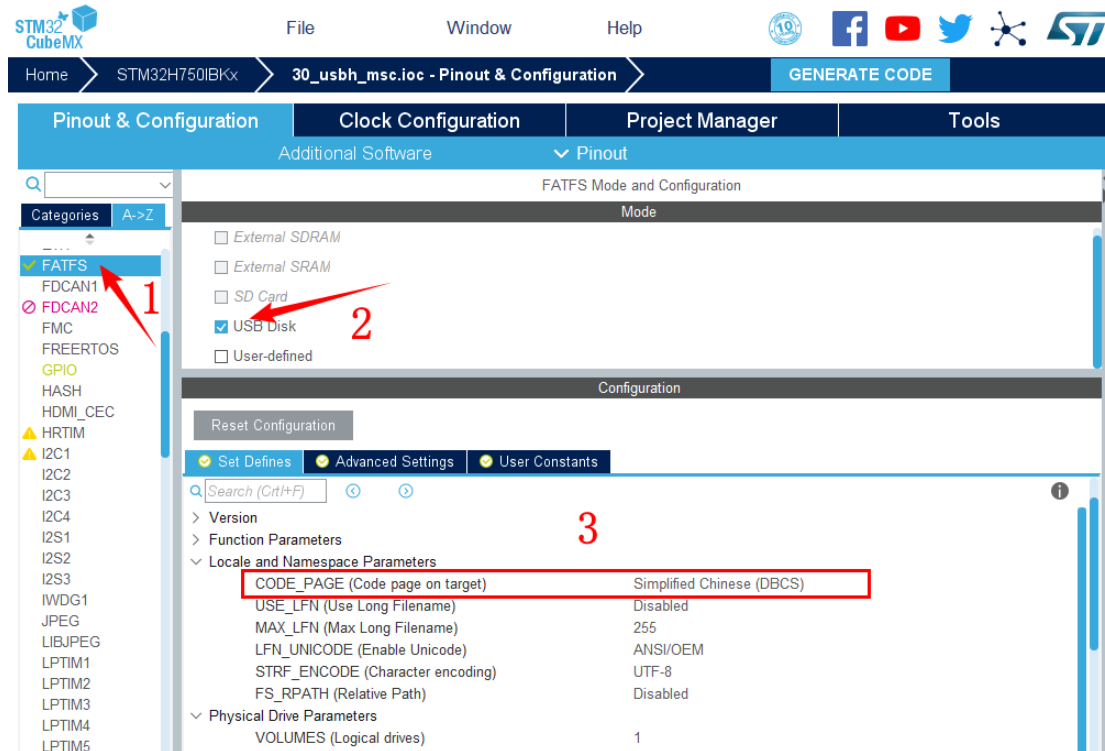 STM32
CubeMX
File
Window
Help
10
Home
STM32H750IBKx
30_usbh_msc.ioc - Pinout & Configuration
GENERATE CODE
Pinout & Configuration
Clock Configuration
Project Manager
Tools
Additional Software
Pinout
FATFS Mode and Configuration
Categories
A->Z
Mode
External SDRAM
External SRAM
SD Card
USB Disk
User-defined
1
2
FATFS
FDCAN1
FDCAN2
FMC
FREERTOS
GPIO
HASH
HDMI_CEC
HRTIM
I2C1
I2C2
I2C3
I2C4
I2S1
I2S2
I2S3
IWDG1
JPEG
LIBJPEG
LPTIM1
LPTIM2
LPTIM3
LPTIM4
LPTIM5
Configuration
Reset Configuration
Set Defines
Advanced Settings
User Constants
Search (Crtl+F)
3
Version
Function Parameters
Locale and Namespace Parameters
CODE_PAGE (Code page on target) Simplified Chinese (DBCS)
USE_LFN (Use Long Filename) Disabled
MAX_LFN (Max Long Filename) 255
LFN_UNICODE (Enable Unicode) ANSI/OEM
STRF_ENCODE (Character encoding) UTF-8
FS_RPATH (Relative Path) Disabled
Physical Drive Parameters
VOLUMES (Logical drives) 1